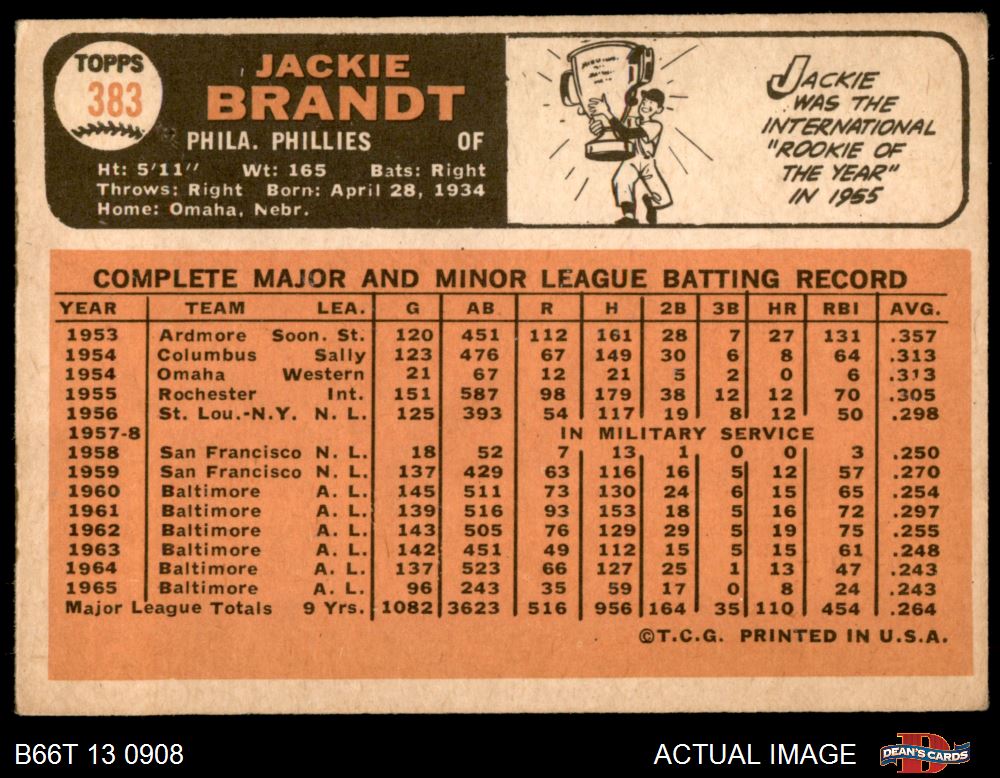 TOPPS
383
JACKIE
BRANDT
PHILA. PHILLIES OF
Ht: 5'11" Wt: 165 Bats: Right
Throws: Right Born: April 28, 1934
Home: Omaha, Nebr.
JACKIE
WAS THE
INTERNATIONAL
"ROOKIE OF
THE YEAR"
IN 1955
COMPLETE MAJOR AND MINOR LEAGUE BATTING RECORD
YEAR TEAM LEA. G AB R H 2B 3B HR RBI AVG.
1953 Ardmore Soon. St. 120 451 112 161 28 7 27 131 .357
1954 Columbus Sally 123 476 67 149 30 6 8 64 .313
1954 Omaha Western 21 67 12 21 5 2 0 6 .313
1955 Rochester Int. 151 587 98 179 38 12 12 70 .305
1956 St. Lou.-N.Y. N. L. 125 393 54 117 19 8 12 50 .298
1957-8 IN MILITARY SERVICE
1958 San Francisco N. L. 18 52 7 13 1 0 0 3 .250
1959 San Francisco N. L. 137 429 63 116 16 5 12 57 .270
1960 Baltimore A. L. 145 511 73 130 24 6 15 65 .254
1961 Baltimore A. L. 139 516 93 153 18 5 16 72 .297
1962 Baltimore A. L. 143 505 76 129 29 5 19 75 .255
1963 Baltimore A. L. 142 451 49 112 15 5 15 61 .248
1964 Baltimore A. L. 137 523 66 127 25 1 13 47 .243
1965 Baltimore A. L. 96 243 35 59 17 0 8 24 .243
Major League Totals 9 Yrs. 1082 3623 516 956 164 35 110 454 .264
©T.C.G. PRINTED IN U.S.A.
B66T 13 0908 ACTUAL IMAGE DEAN'S CARDS